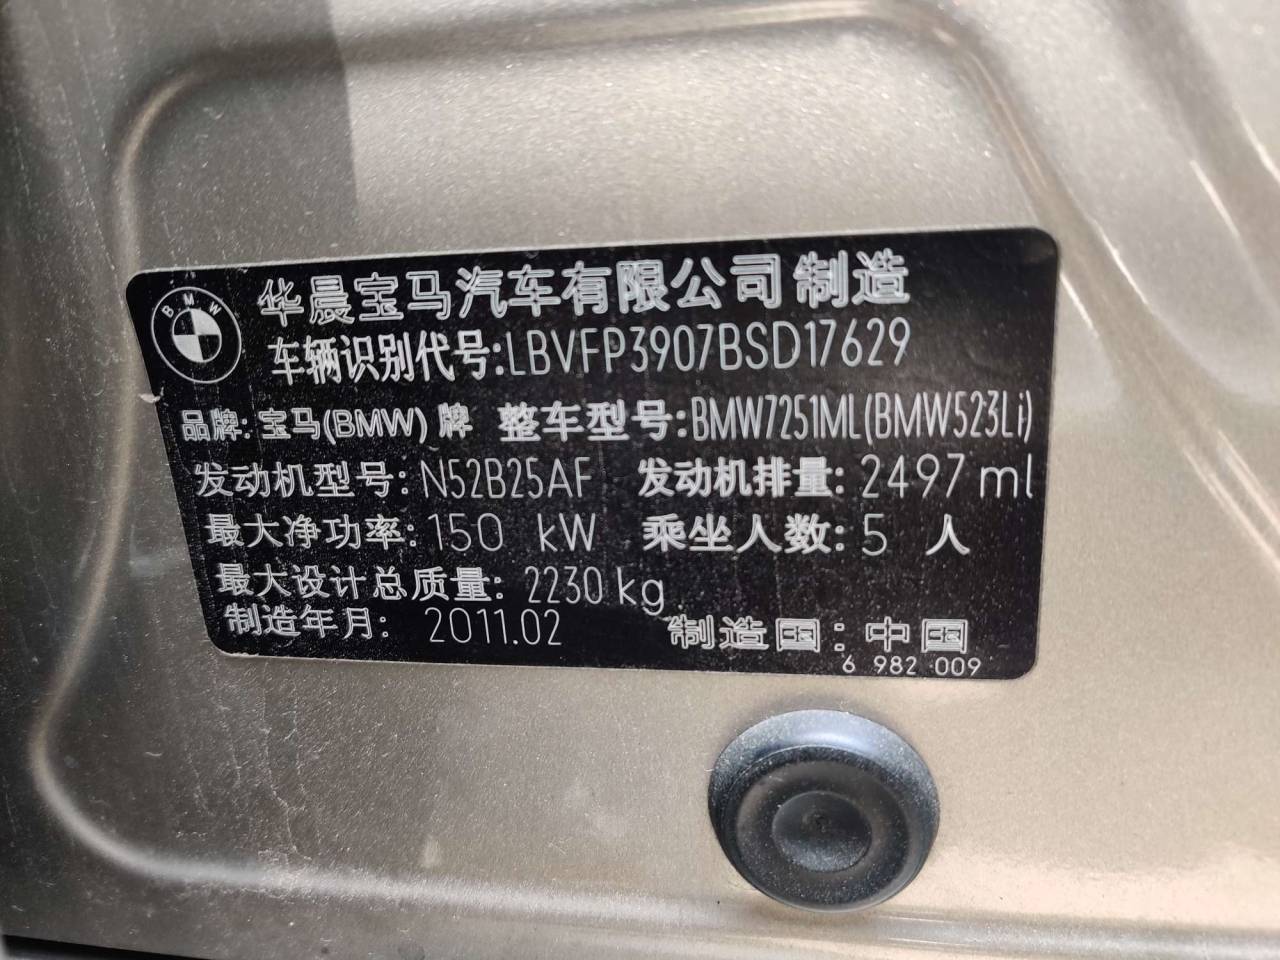 BMW
华晨宝马汽车有限公司制造
车辆识别代号:LBVFP3907BSD17629
品牌:宝马(BMW)牌 整车型号:BMW7251ML(BMW523Li)
发动机型号:N52B25AF 发动机排量:2497 ml
最大净功率:150 kW 乘坐人数:5 人
最大设计总质量:2230kg
制造年月:2011.02 制造国:中国
6 982 009